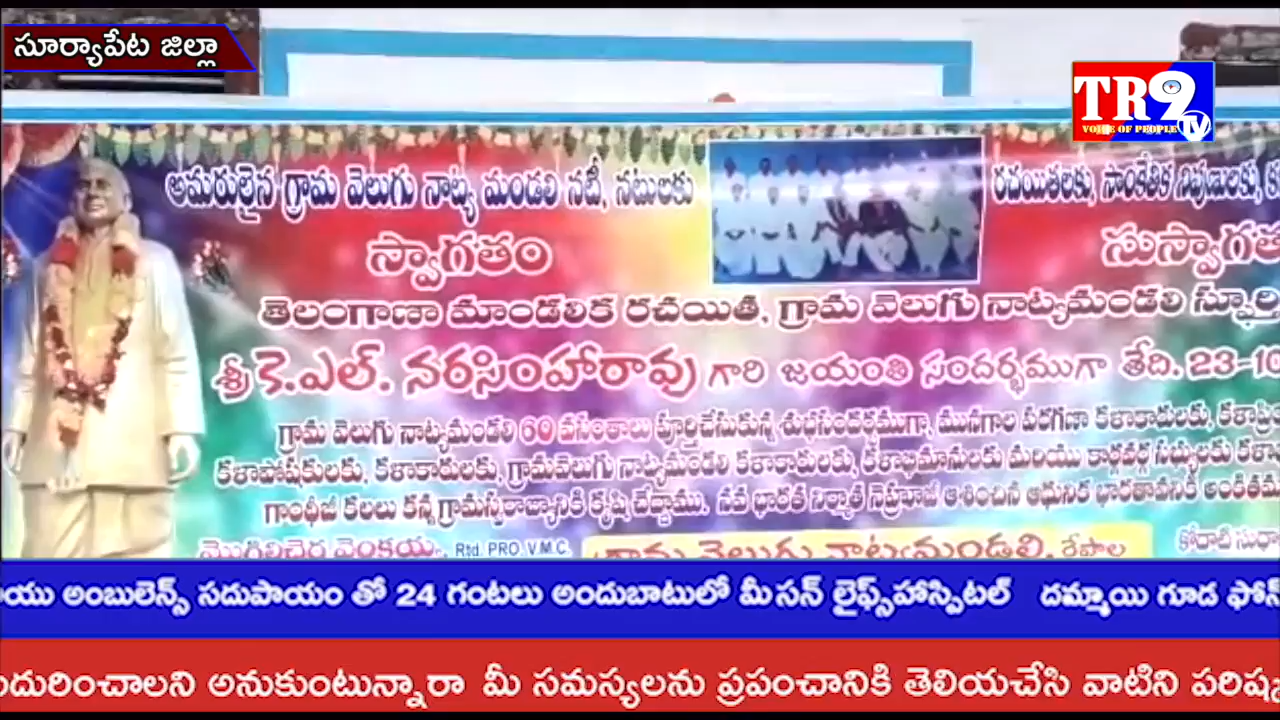 సూర్యాపేట జిల్లా
TR9
VOICE OF PEOPLE TV
అమరులైన గ్రామ వెలుగు నాట్య మండలి నటీ, నటులకు
రచయితలకు, సాంకేతిక నిపుణులకు,
స్వాగతం
సుస్వాగత
తెలంగాణా మాండలిక రచయిత, గ్రామ వెలుగు నాట్యమండలి స్ఫూర్తి
శ్రీ కె.ఎల్. నరసింహారావు గారి జయంతి సందర్భముగా తేది. 23-10
గ్రామ వెలుగు నాట్యమండలి 60 వసంతాలు పూర్తిచేసుకున్న శుభసందర్భముగా, మునగాల పరగణా కళాకారులకు,
కళాపోషకులకు, కళాకారులకు, గ్రామవెలుగు నాట్యమండలి కళాకారులకు, కళాభిమానులకు మరియు కార్యవర్గ సభ్యులకు
గాంధీజీ కలలు కన్న గ్రామస్వరాజ్యానికి కృషి చేద్దాము. నవ భారత నిర్మాత నెహ్రూజీ ఆశించిన ఆధునిక భారతావనికి
మొగలిచెర్ల వెంకయ్య, Rtd. PRO. V.M.C.
గ్రామ వెలుగు నాట్యమండలి, రేపాల
యు అంబులెన్స్ సదుపాయం తో 24 గంటలు అందుబాటులో మీ సన్ లైఫ్స్‌హాస్పిటల్ దమ్మాయి గూడ ఫోన్
ందురించాలని అనుకుంటున్నారా మీ సమస్యలను ప్రపంచానికి తెలియచేసి వాటిని పరిష్క